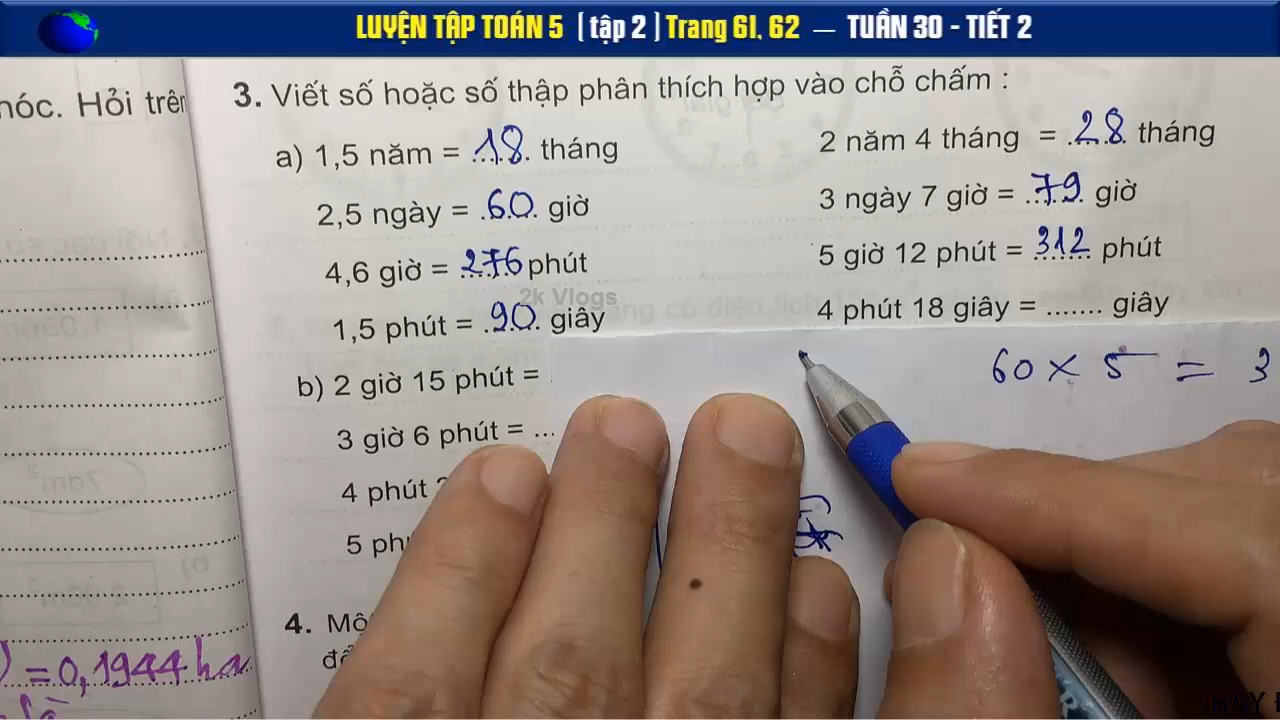 LUYỆN TẬP TOÁN 5 ( tập 2 ) Trang 61, 62 — TUẦN 30 - TIẾT 2
nóc. Hỏi trên
3. Viết số hoặc số thập phân thích hợp vào chỗ chấm :
a) 1,5 năm = 18 tháng
2 năm 4 tháng = 28 tháng
2,5 ngày = 60 giờ
3 ngày 7 giờ = 79 giờ
4,6 giờ = 276 phút
5 giờ 12 phút = 312 phút
2k Vlogs
1,5 phút = 90 giây
4 phút 18 giây = ....... giây
60 × 5 = 3
b) 2 giờ 15 phút =
3 giờ 6 phút = ...
4 phút
5 ph
4. Mộ
để
= 0,1944 ha
HAY